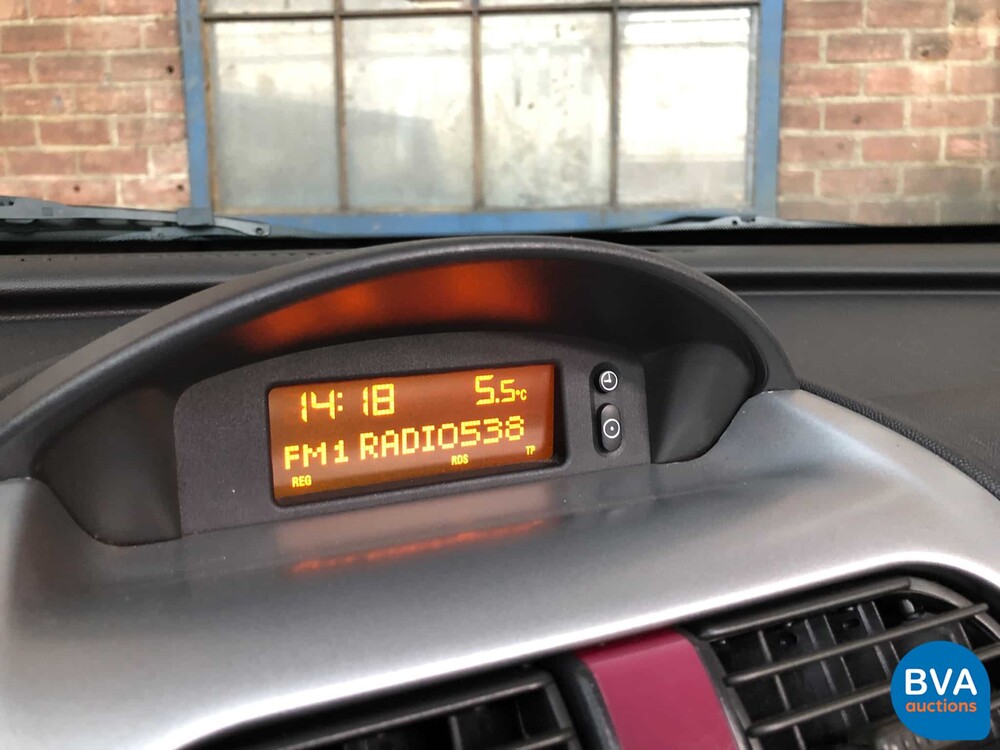 14:18 5.5°C
FM1 RADIO538
REG RDS TP
BVA
auctions